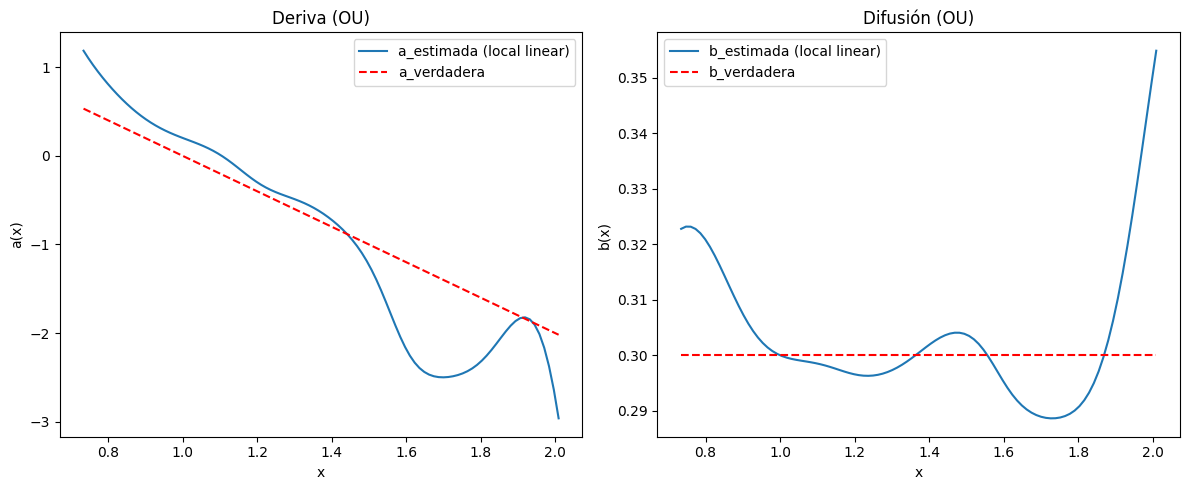 Deriva (OU)
a_estimada (local linear)
a_verdadera
a(x)
1
0
−1
−2
−3
0.8
1.0
1.2
1.4
1.6
1.8
2.0
x
Difusión (OU)
b_estimada (local linear)
b_verdadera
b(x)
0.35
0.34
0.33
0.32
0.31
0.30
0.29
0.8
1.0
1.2
1.4
1.6
1.8
2.0
x